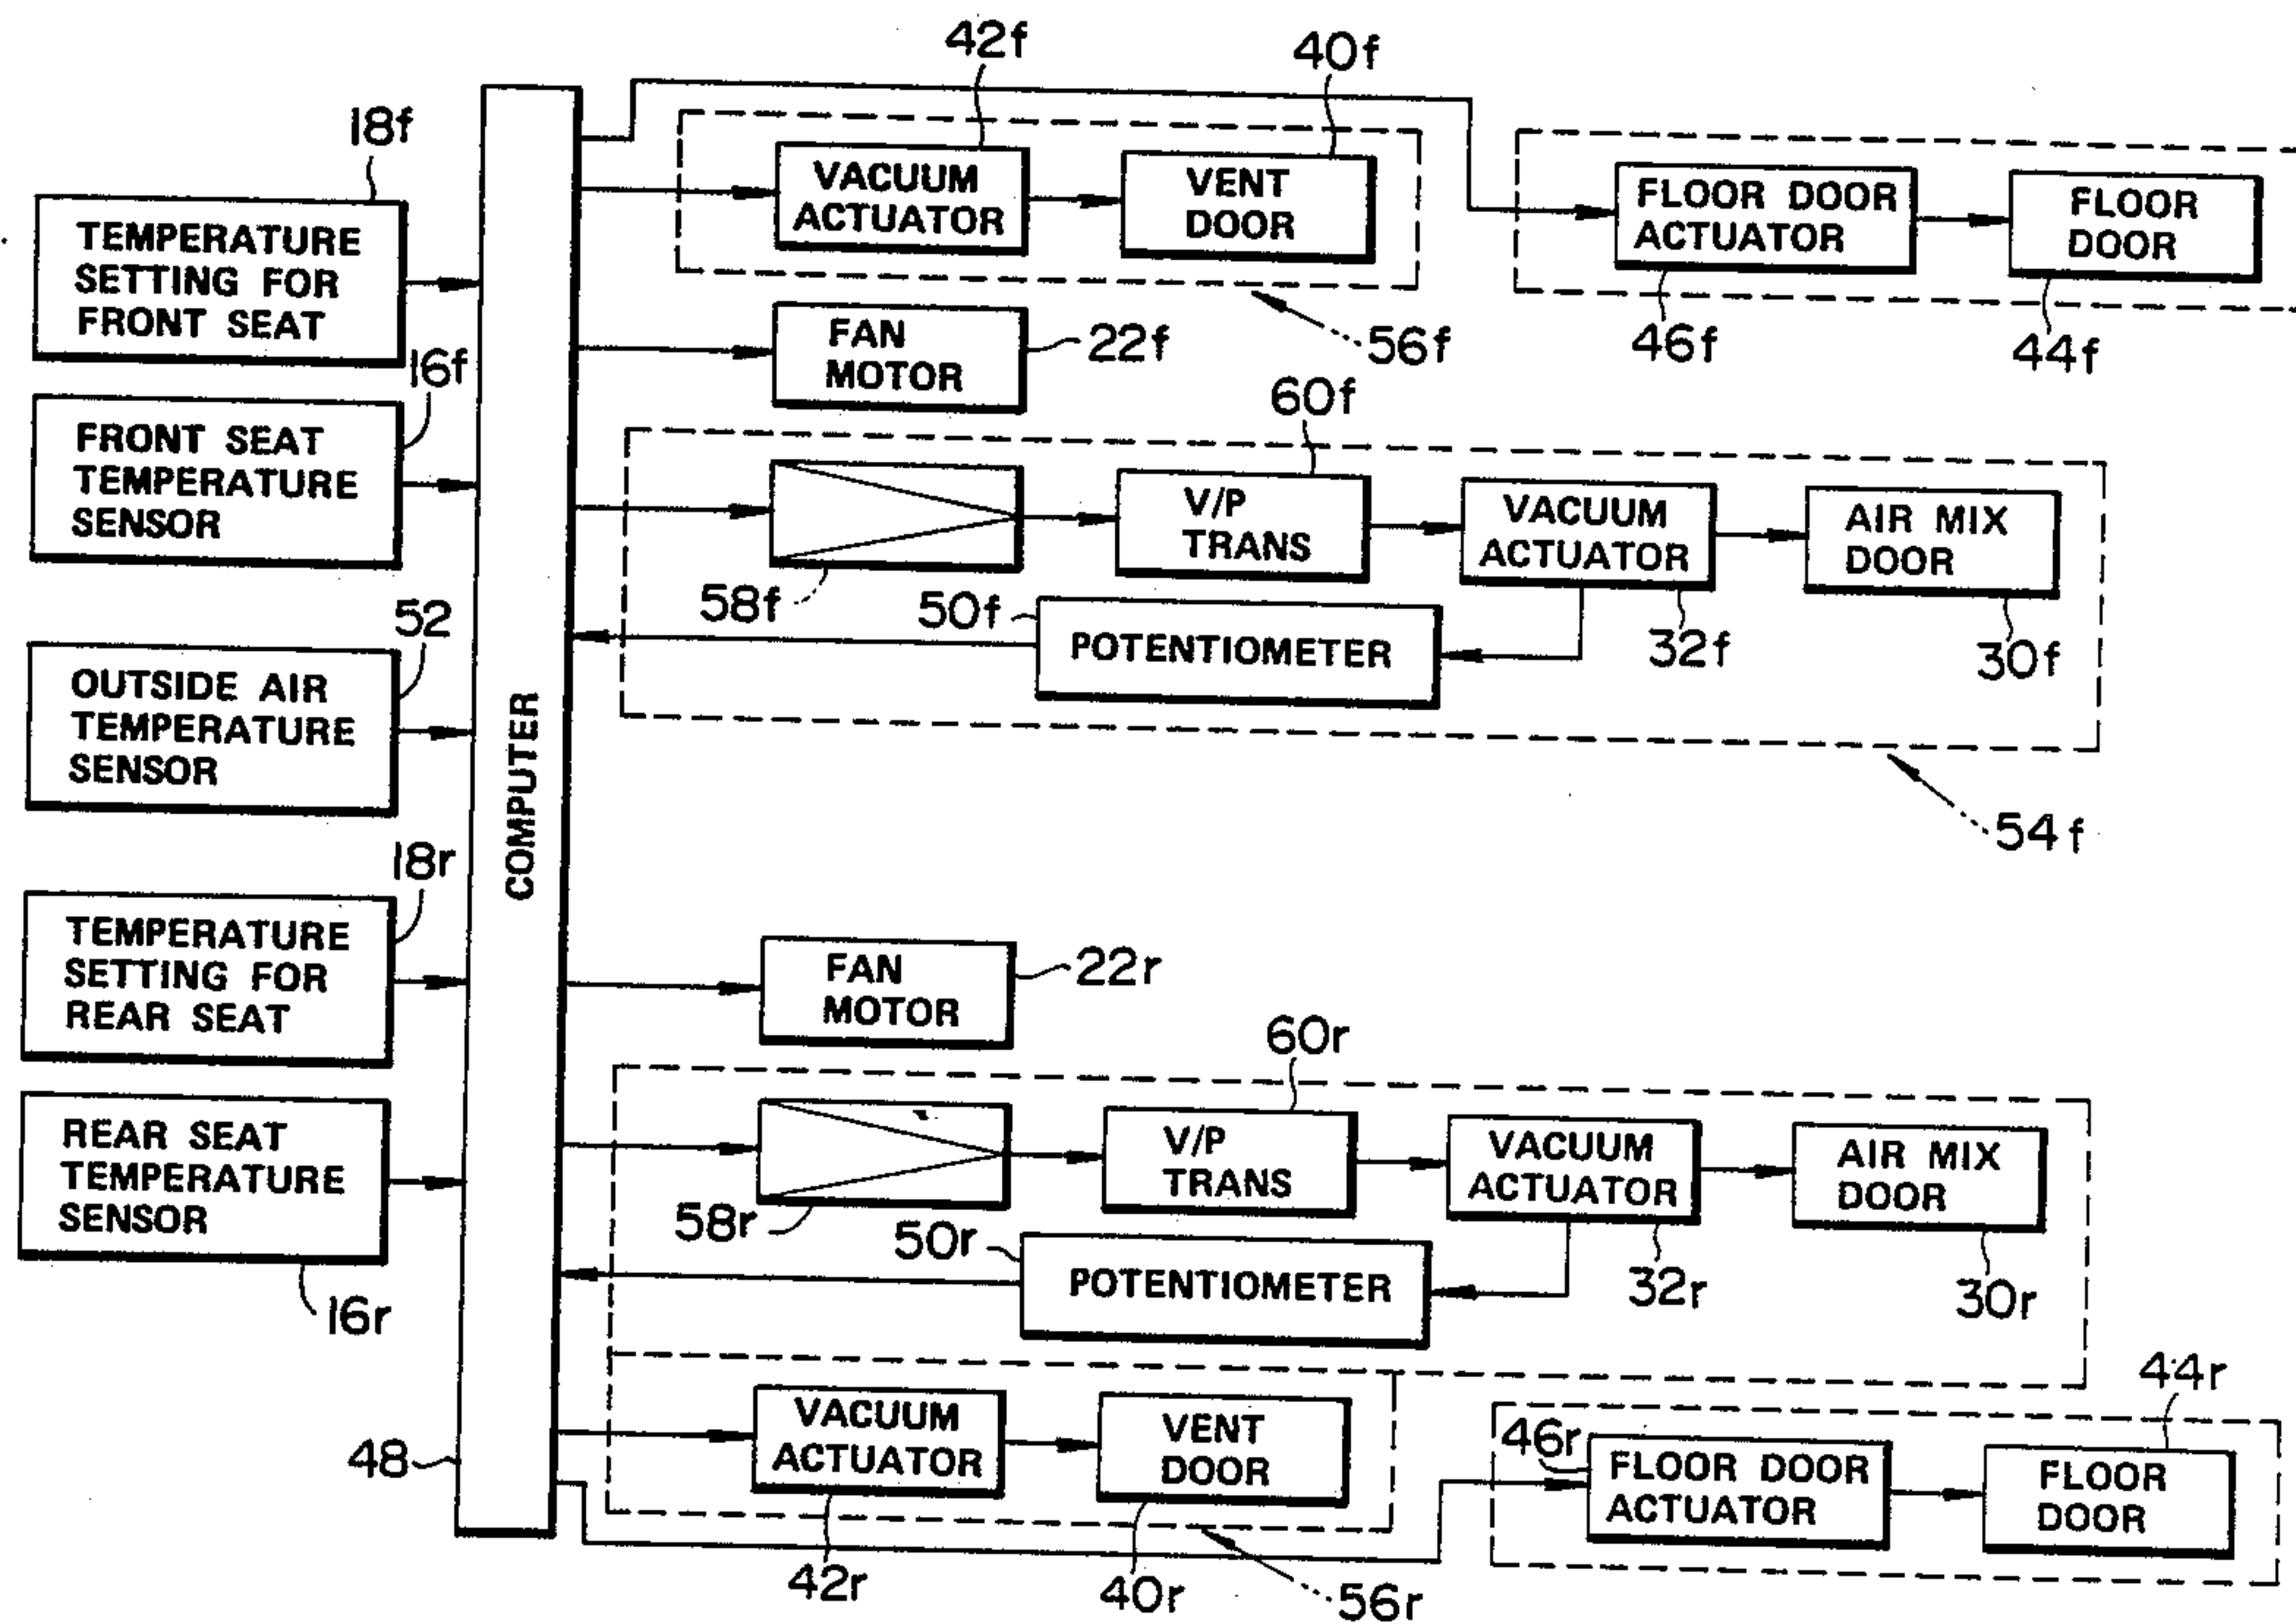 42f
40f
18f
TEMPERATURE
SETTING FOR
FRONT SEAT
VACUUM
ACTUATOR
VENT
DOOR
FLOOR DOOR
ACTUATOR
FLOOR
DOOR
46f
44f
56f
FAN
MOTOR
22f
16f
FRONT SEAT
TEMPERATURE
SENSOR
60f
V/P
TRANS
VACUUM
ACTUATOR
AIR MIX
DOOR
58f
50f
POTENTIOMETER
32f
30f
54f
52
OUTSIDE AIR
TEMPERATURE
SENSOR
COMPUTER
18r
TEMPERATURE
SETTING FOR
REAR SEAT
FAN
MOTOR
22r
60r
REAR SEAT
TEMPERATURE
SENSOR
16r
V/P
TRANS
VACUUM
ACTUATOR
AIR MIX
DOOR
58r
50r
POTENTIOMETER
32r
30r
44r
48
VACUUM
ACTUATOR
VENT
DOOR
46r
FLOOR DOOR
ACTUATOR
FLOOR
DOOR
42r
40r
56r